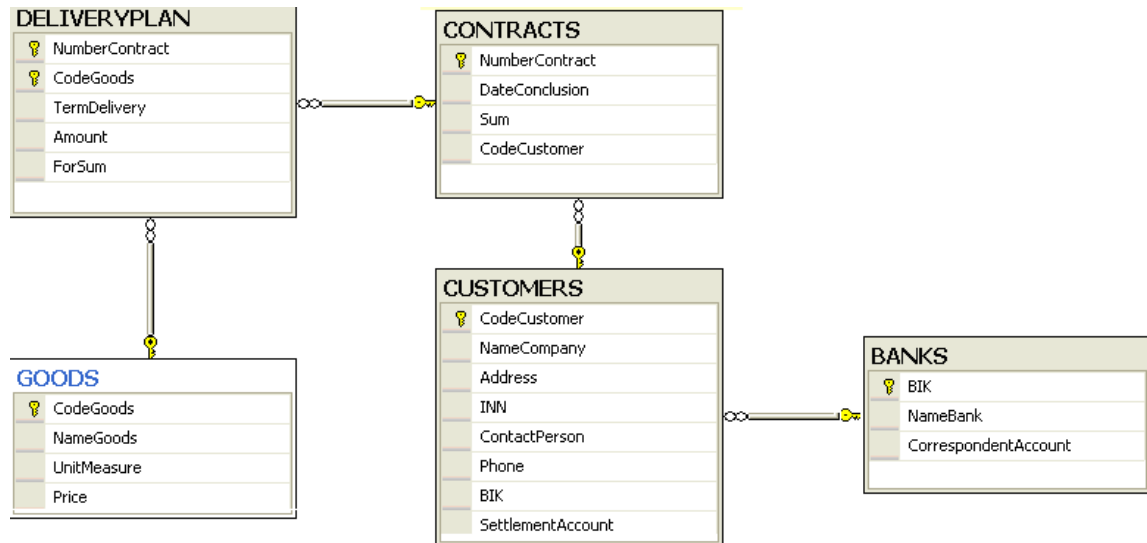 DELIVERYPLAN
NumberContract
CodeGoods
TermDelivery
Amount
ForSum
CONTRACTS
NumberContract
DateConclusion
Sum
CodeCustomer
GOODS
CodeGoods
NameGoods
UnitMeasure
Price
CUSTOMERS
CodeCustomer
NameCompany
Address
INN
ContactPerson
Phone
BIK
SettlementAccount
BANKS
BIK
NameBank
CorrespondentAccount